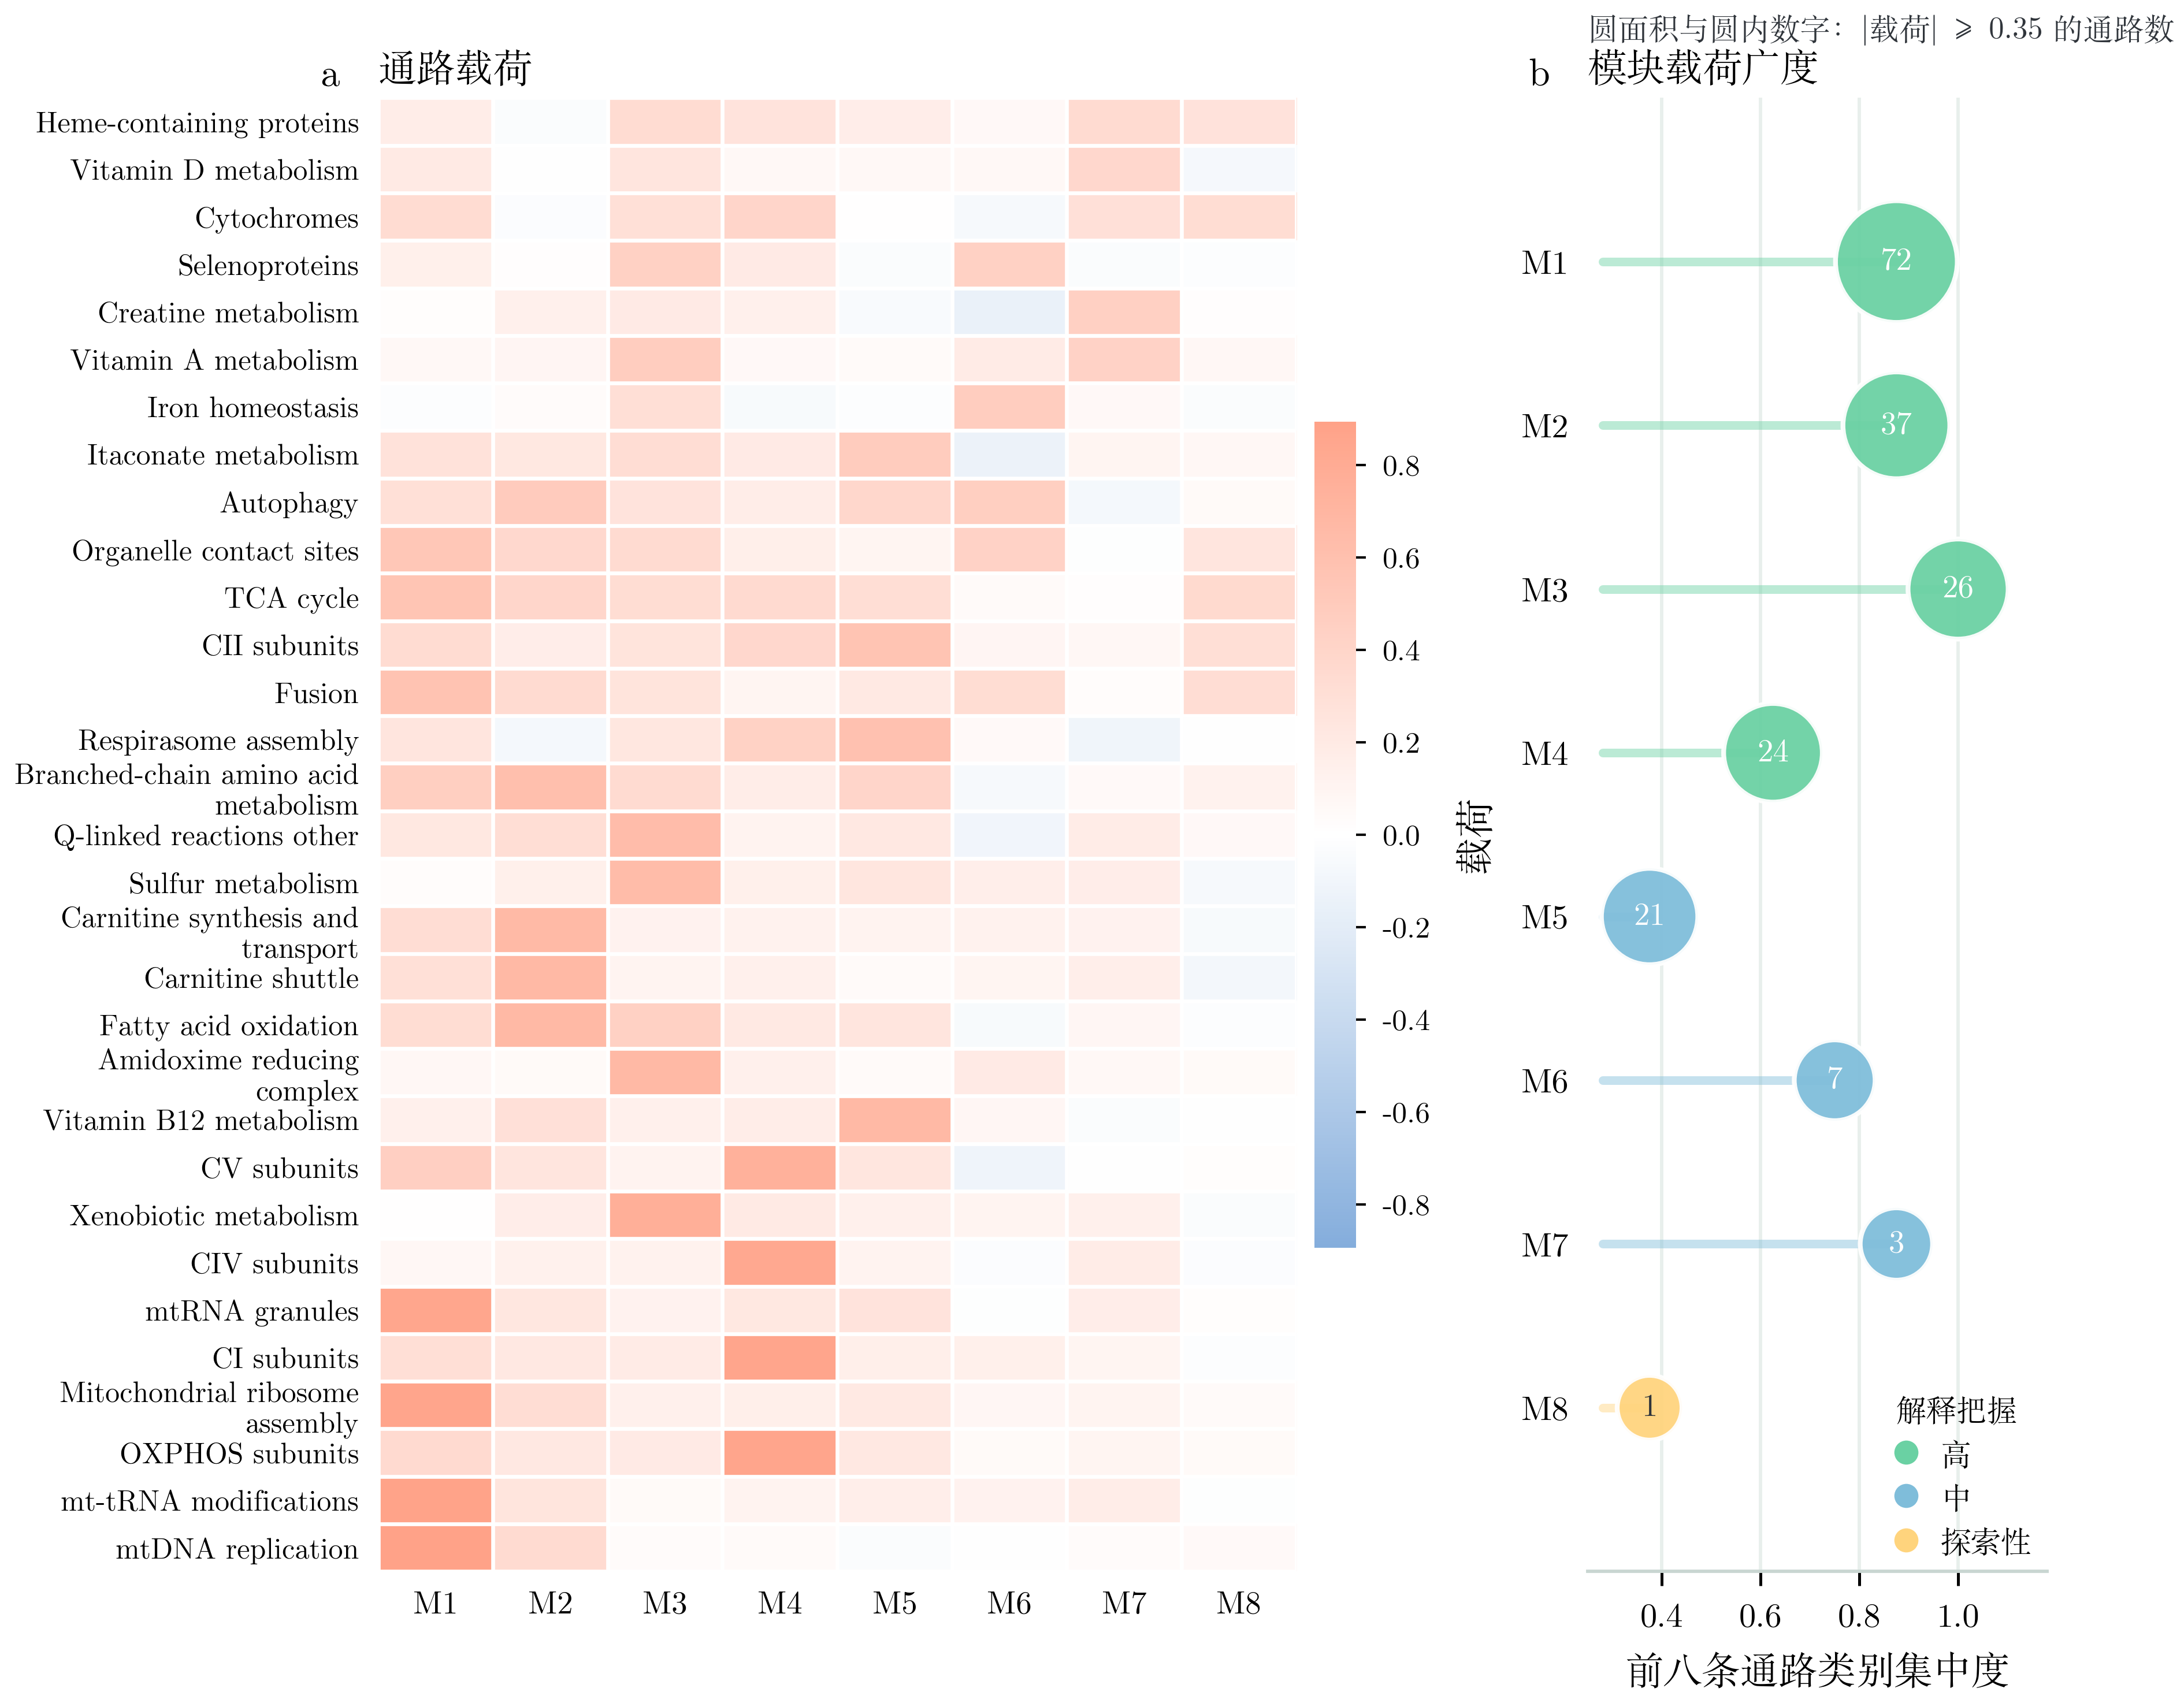 圆面积与圆内数字：|载荷| ⩾ 0.35 的通路数
a 通路载荷
b 模块载荷广度
Heme-containing proteins
Vitamin D metabolism
Cytochromes
Selenoproteins
Creatine metabolism
Vitamin A metabolism
Iron homeostasis
Itaconate metabolism
Autophagy
Organelle contact sites
TCA cycle
CII subunits
Fusion
Respirasome assembly
Branched-chain amino acid
metabolism
Q-linked reactions other
Sulfur metabolism
Carnitine synthesis and
transport
Carnitine shuttle
Fatty acid oxidation
Amidoxime reducing
complex
Vitamin B12 metabolism
CV subunits
Xenobiotic metabolism
CIV subunits
mtRNA granules
CI subunits
Mitochondrial ribosome
assembly
OXPHOS subunits
mt-tRNA modifications
mtDNA replication
M1 M2 M3 M4 M5 M6 M7 M8
0.8
0.6
0.4
0.2
0.0
-0.2
-0.4
-0.6
-0.8
载荷
M1 72
M2 37
M3 26
M4 24
M5 21
M6 7
M7 3
M8 1
解释把握
高
中
探索性
0.4 0.6 0.8 1.0
前八条通路类别集中度